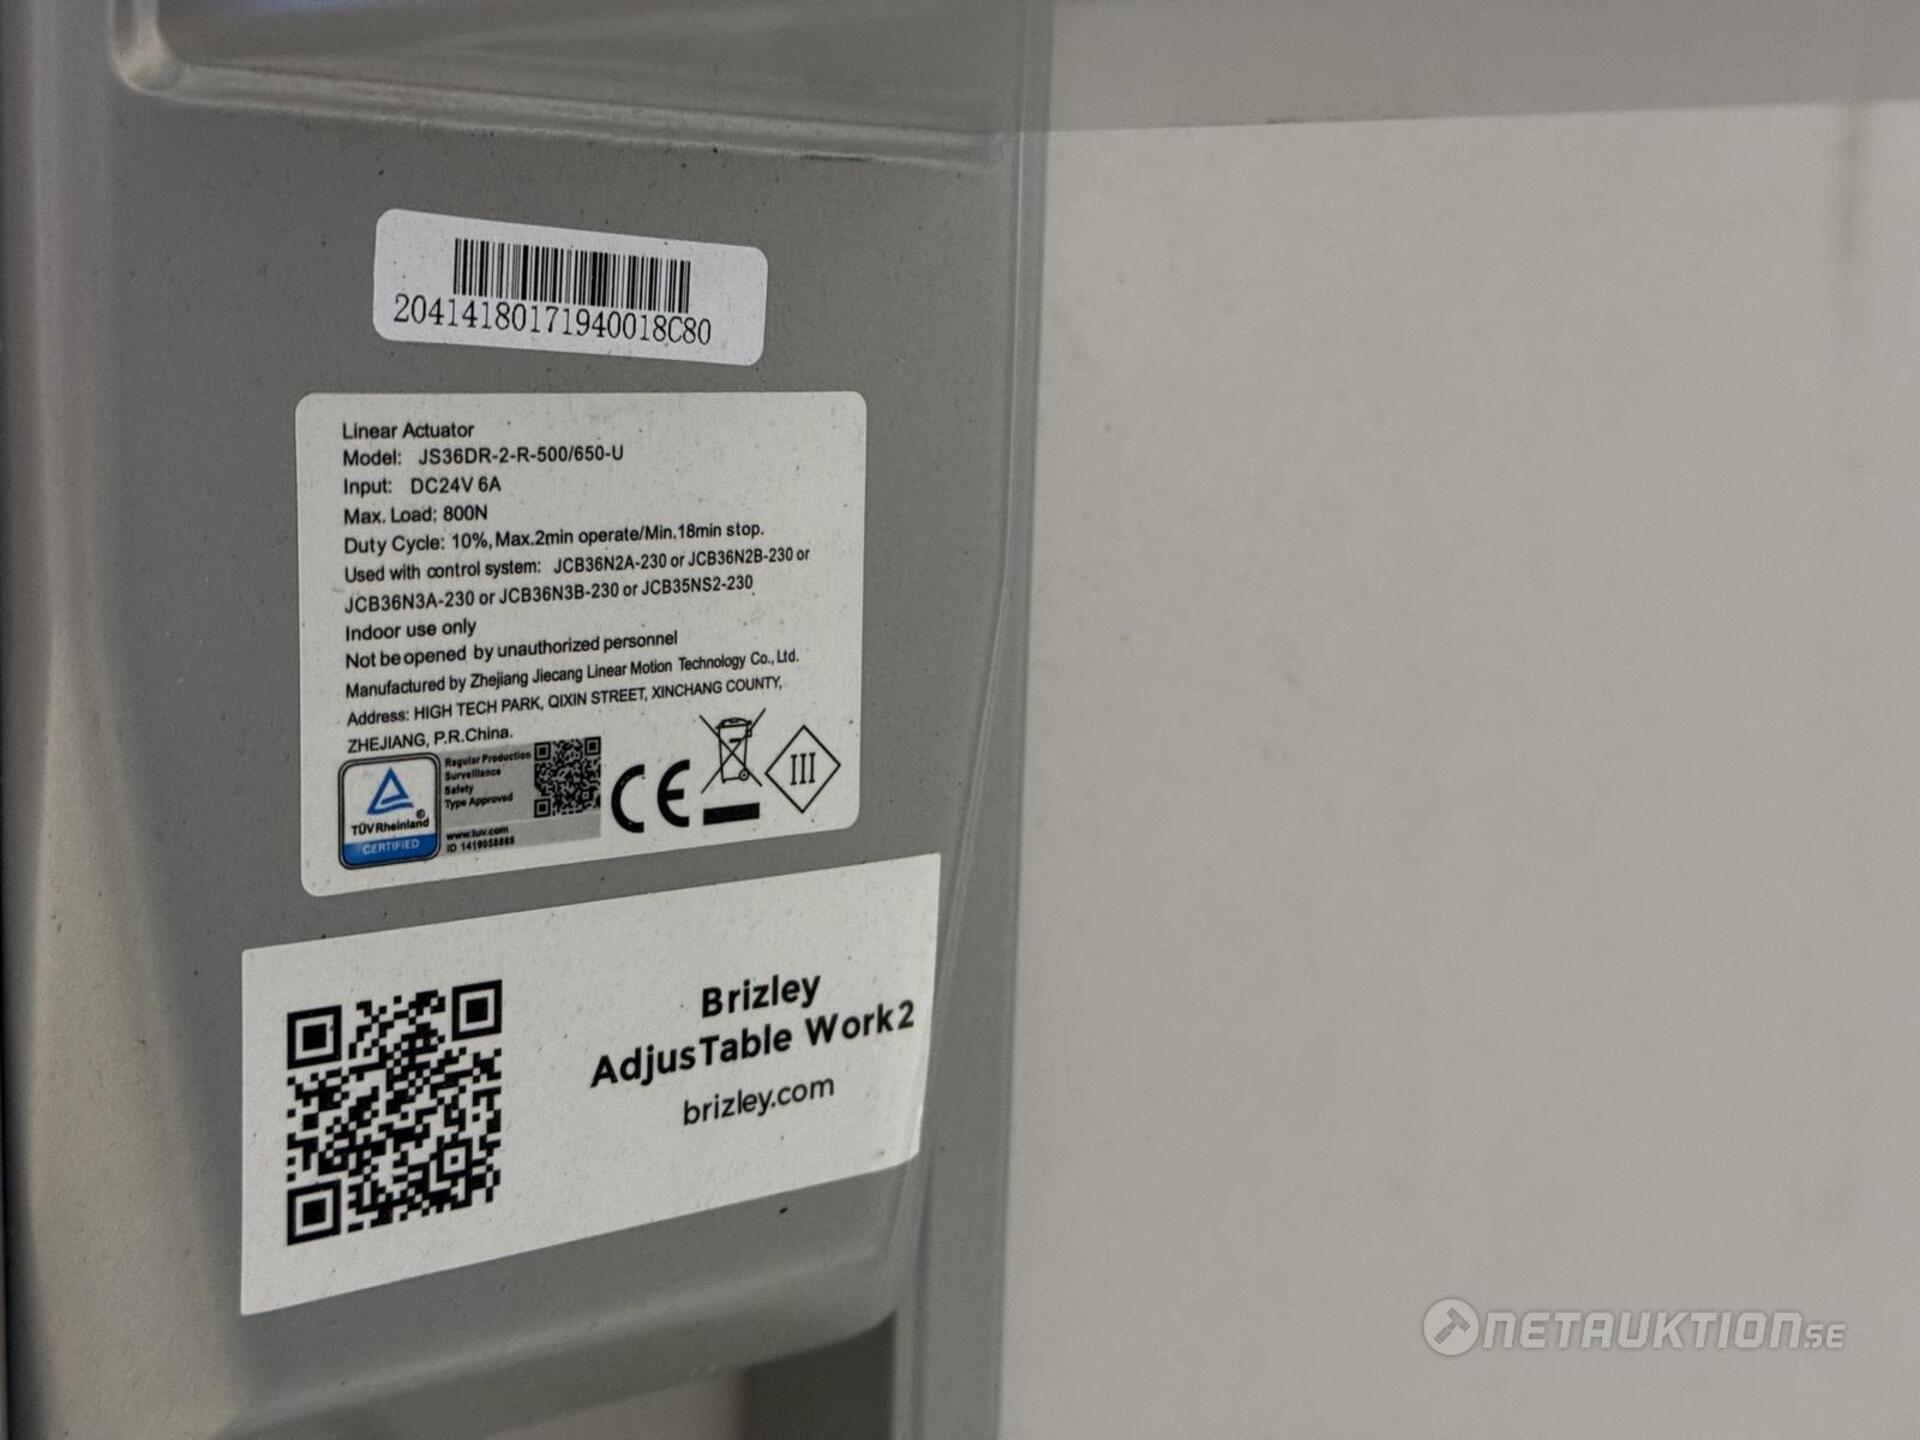 20414180171940018C80
Linear Actuator
Model: JS36DR-2-R-500/650-U
Input: DC24V 6A
Max. Load: 800N
Duty Cycle: 10%, Max.2min operate/Min.18min stop.
Used with control system: JCB36N2A-230 or JCB36N2B-230 or
JCB36N3A-230 or JCB36N3B-230 or JCB35NS2-230
Indoor use only
Not be opened by unauthorized personnel
Manufactured by Zhejiang Jiecang Linear Motion Technology Co., Ltd.
Address: HIGH TECH PARK, QIXIN STREET, XINCHANG COUNTY,
ZHEJIANG, P.R.China.
TÜVRheinland
CERTIFIED
Regular Production
Surveillance
Safety
Type Approved
www.tuv.com
ID
CE
III
Brizley
AdjusTable Work2
brizley.com
NETAUKTION.SE